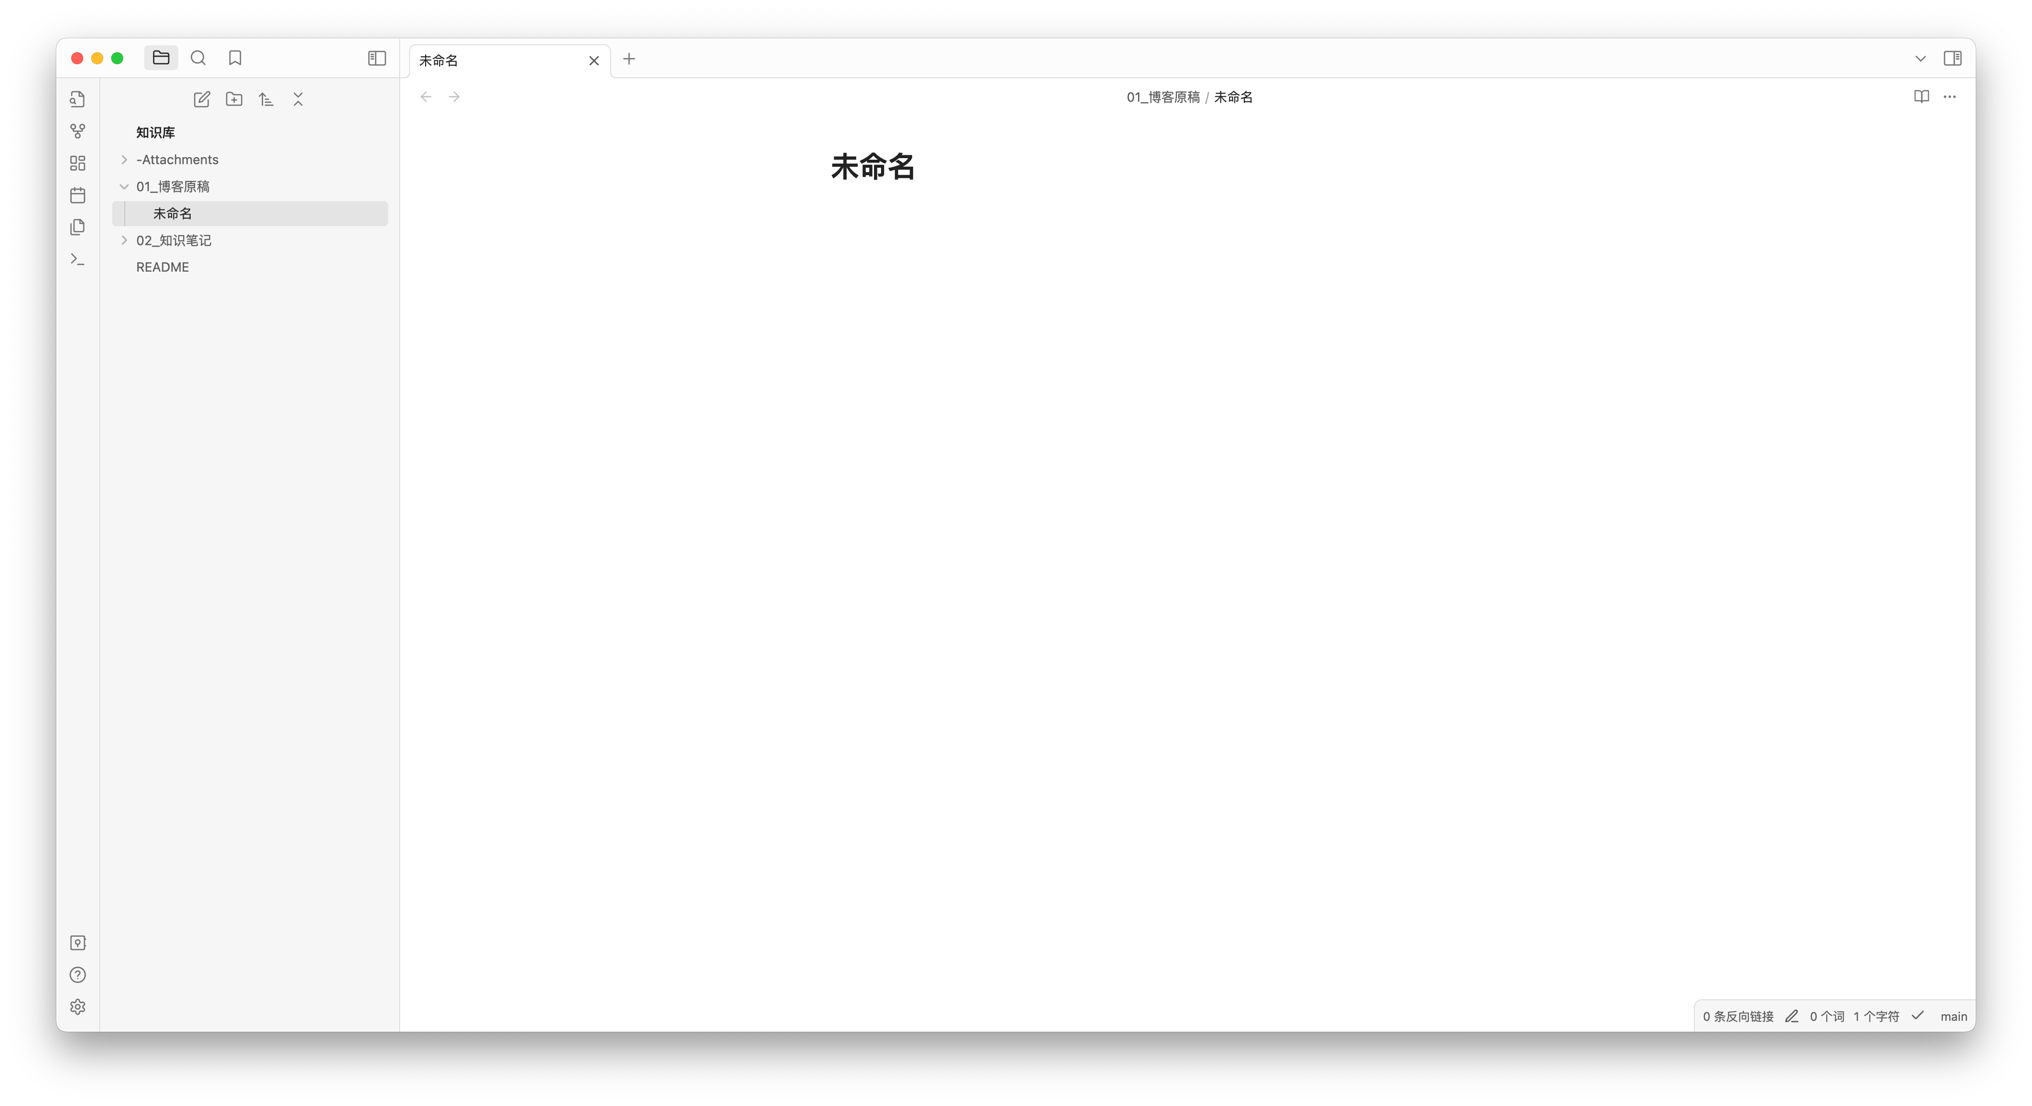 未命名
01_博客原稿 / 未命名
知识库
-Attachments
01_博客原稿
未命名
02_知识笔记
README
未命名
0 条反向链接 0 个词 1 个字符 main